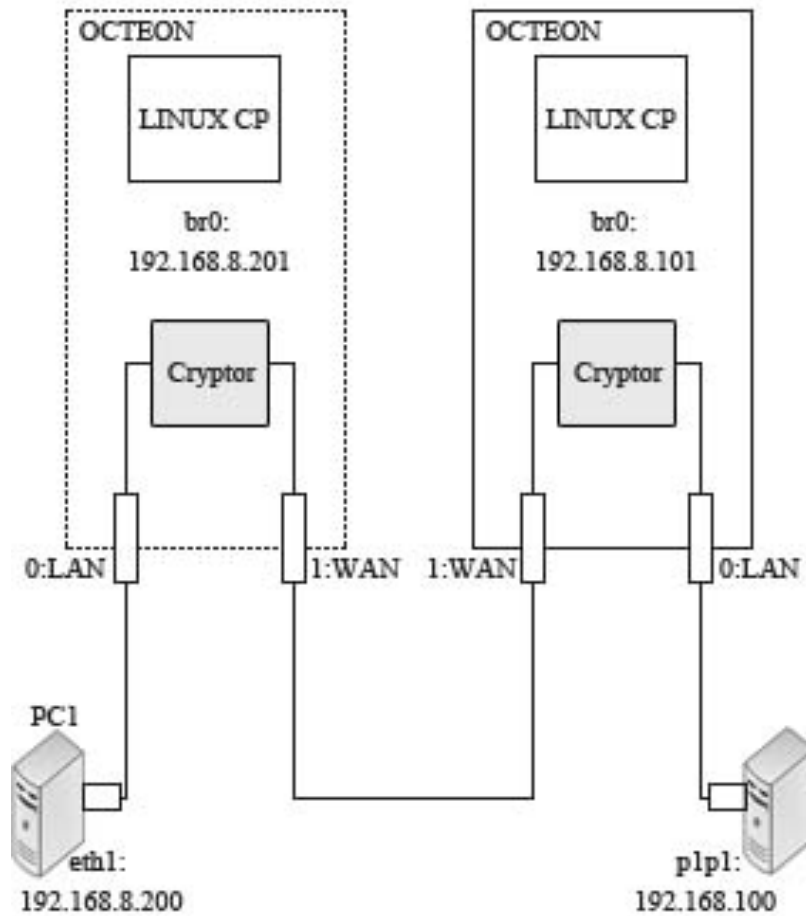 OCTEON
LINUX CP
br0:
192.168.8.201
Cryptor
0:LAN
1:WAN
OCTEON
LINUX CP
br0:
192.168.8.101
Cryptor
1:WAN
0:LAN
PC1
eth1:
192.168.8.200
p1p1:
192.168.100